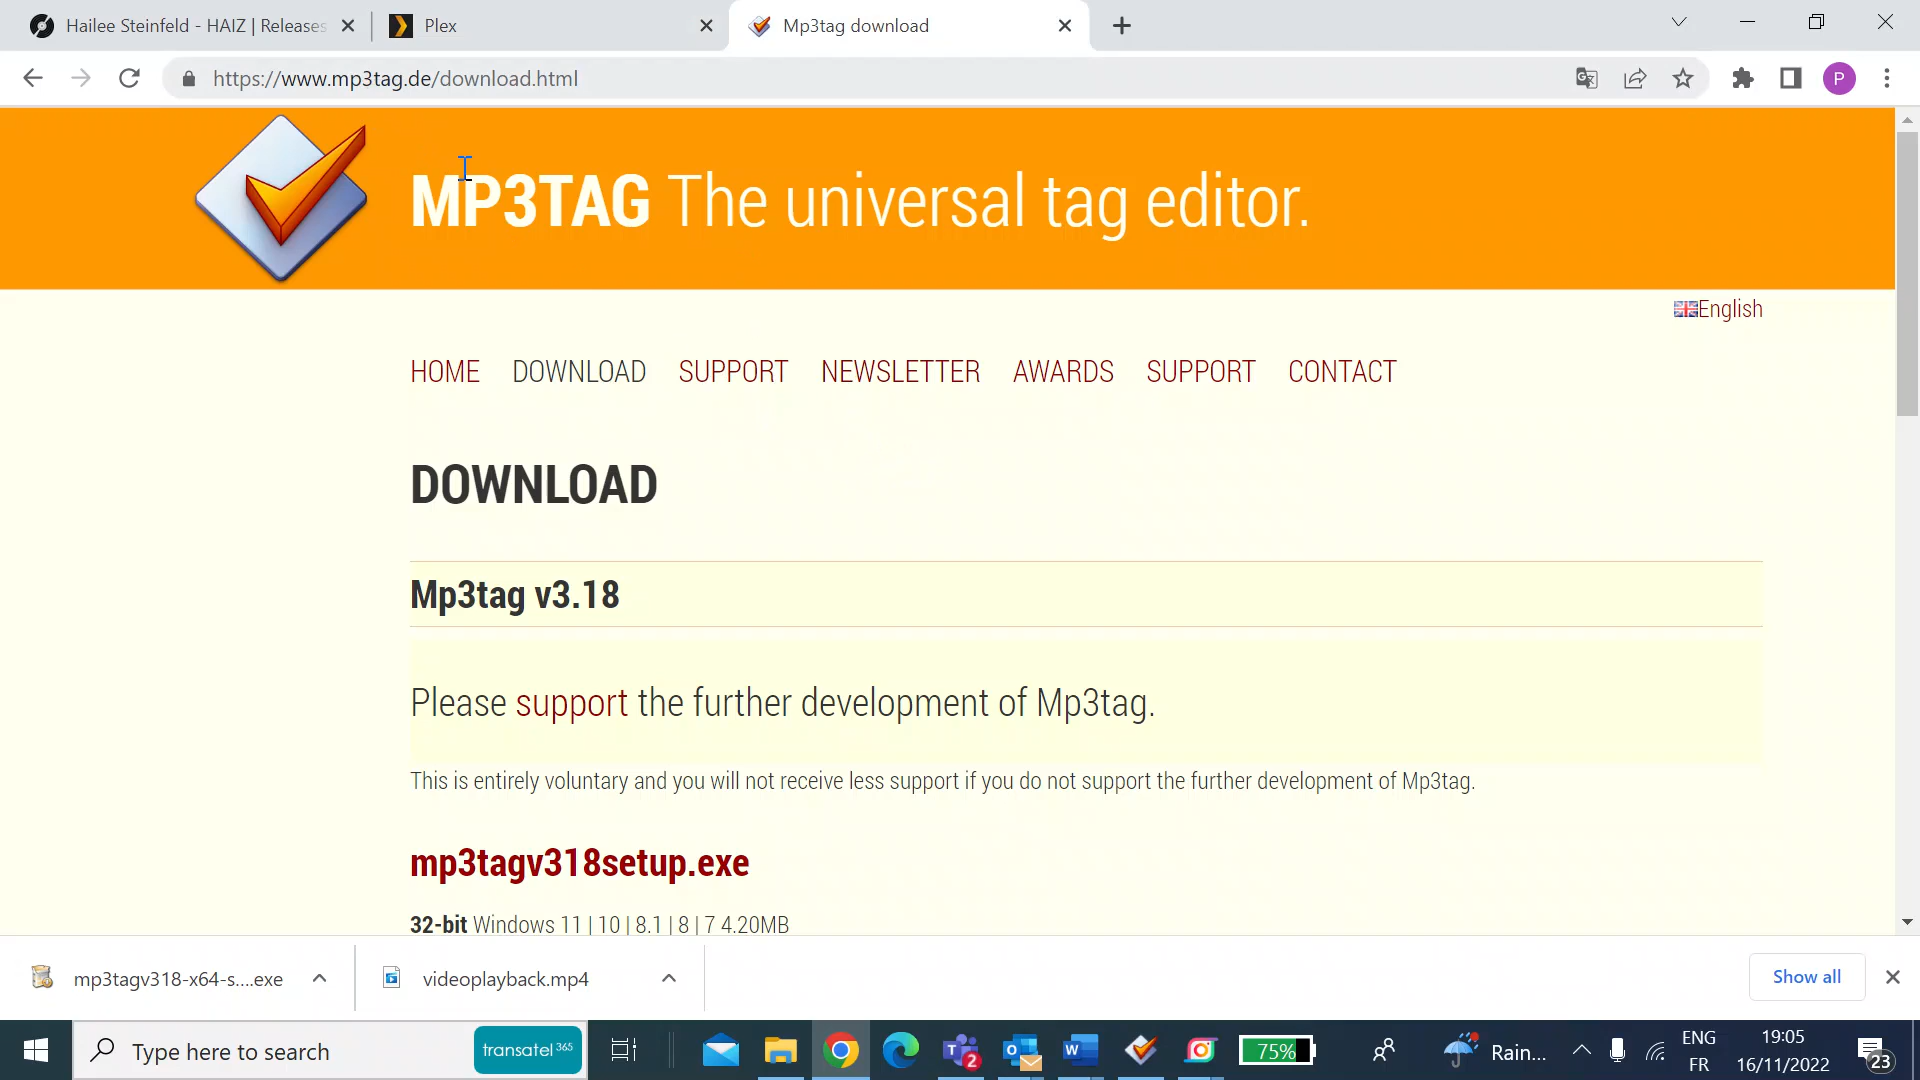 Hailee Steinfeld - HAIZ | Releases
Plex
Mp3tag download
https://www.mp3tag.de/download.html
P
MP3TAG The universal tag editor.
English
HOME DOWNLOAD SUPPORT NEWSLETTER AWARDS SUPPORT CONTACT
DOWNLOAD
Mp3tag v3.18
Please support the further development of Mp3tag.
This is entirely voluntary and you will not receive less support if you do not support the further development of Mp3tag.
mp3tagv318setup.exe
32-bit Windows 11 | 10 | 8.1 | 8 | 7 4.20MB
mp3tagv318-x64-s....exe
videoplayback.mp4
Show all
Type here to search
transatel 365
2
75%
Rain...
ENG
FR
19:05
16/11/2022
23